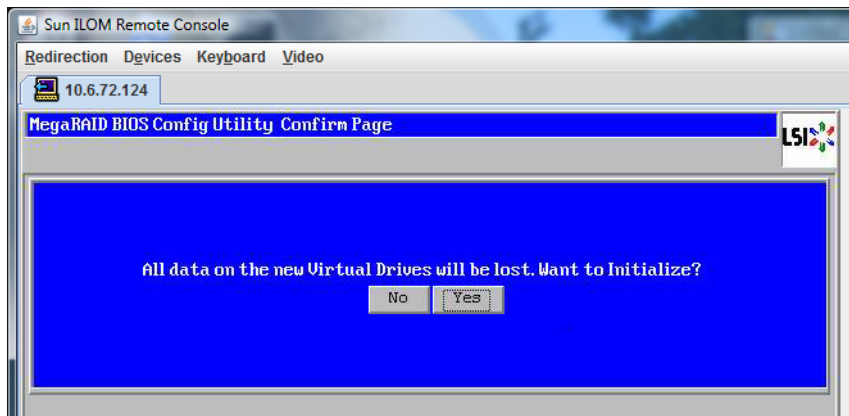 Sun ILOM Remote Console
Redirection Devices Keyboard Video
10.6.72.124
MegaRAID BIOS Config Utility Confirm Page
LSI
All data on the new Virtual Drives will be lost. Want to Initialize?
No Yes